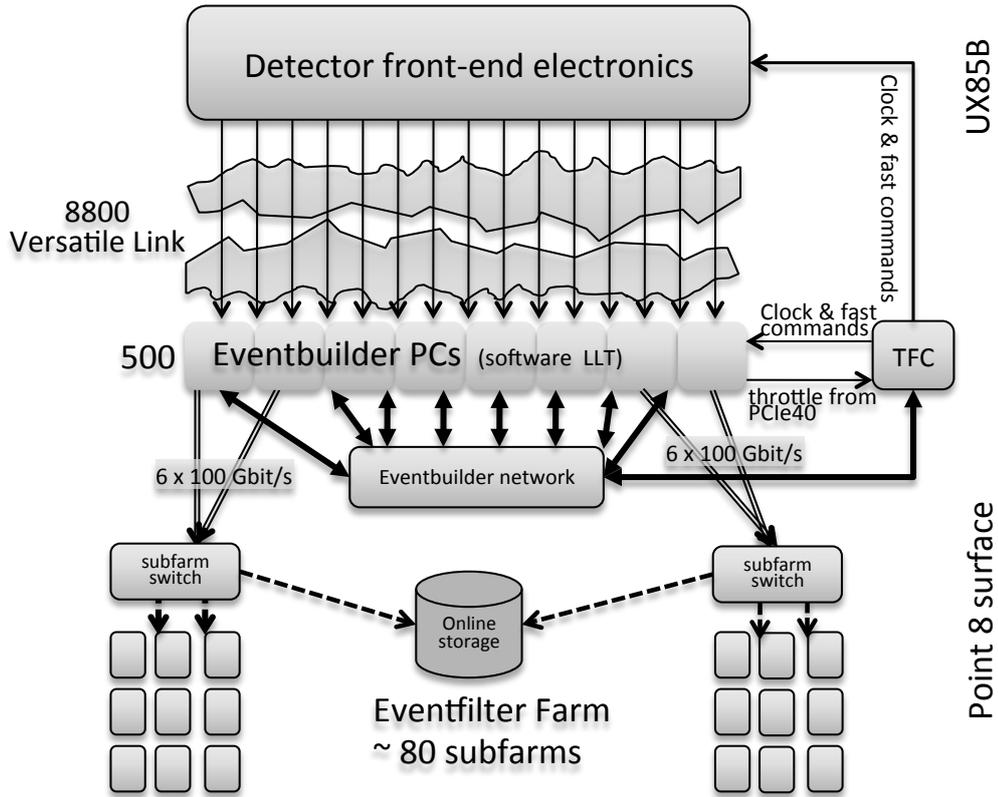 Detector front-end electronics
UX85B
Clock & fast commands
8800
Versatile Link
Clock & fast
commands
500
Eventbuilder PCs (software LLT)
TFC
throttle from
PCIe40
6 x 100 Gbit/s
Eventbuilder network
6 x 100 Gbit/s
subfarm
switch
subfarm
switch
Online
storage
Point 8 surface
Eventfilter Farm
~ 80 subfarms